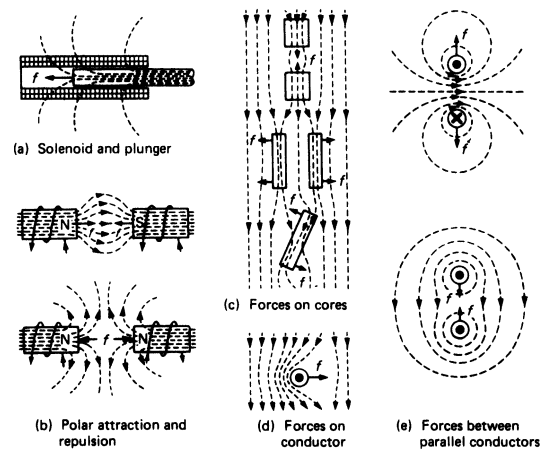 f
(a) Solenoid and plunger
N
S
N
f
N
(b) Polar attraction and
repulsion
f
f
f
f
f
(c) Forces on cores
f
(d) Forces on
conductor
f
f
f
f
(e) Forces between
parallel conductors